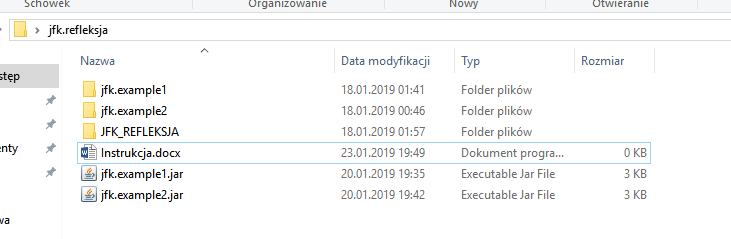 Schowek Organizowanie Nowy Otwieranie
jfk.refleksja
Nazwa Data modyfikacji Typ Rozmiar
stęp
jfk.example1 18.01.2019 01:41 Folder plików
jfk.example2 18.01.2019 00:46 Folder plików
JFK_REFLEKSJA 18.01.2019 01:57 Folder plików
enty Instrukcja.docx 23.01.2019 19:49 Dokument progra... 0 KB
jfk.example1.jar 20.01.2019 19:35 Executable Jar File 3 KB
jfk.example2.jar 20.01.2019 19:42 Executable Jar File 3 KB
wa